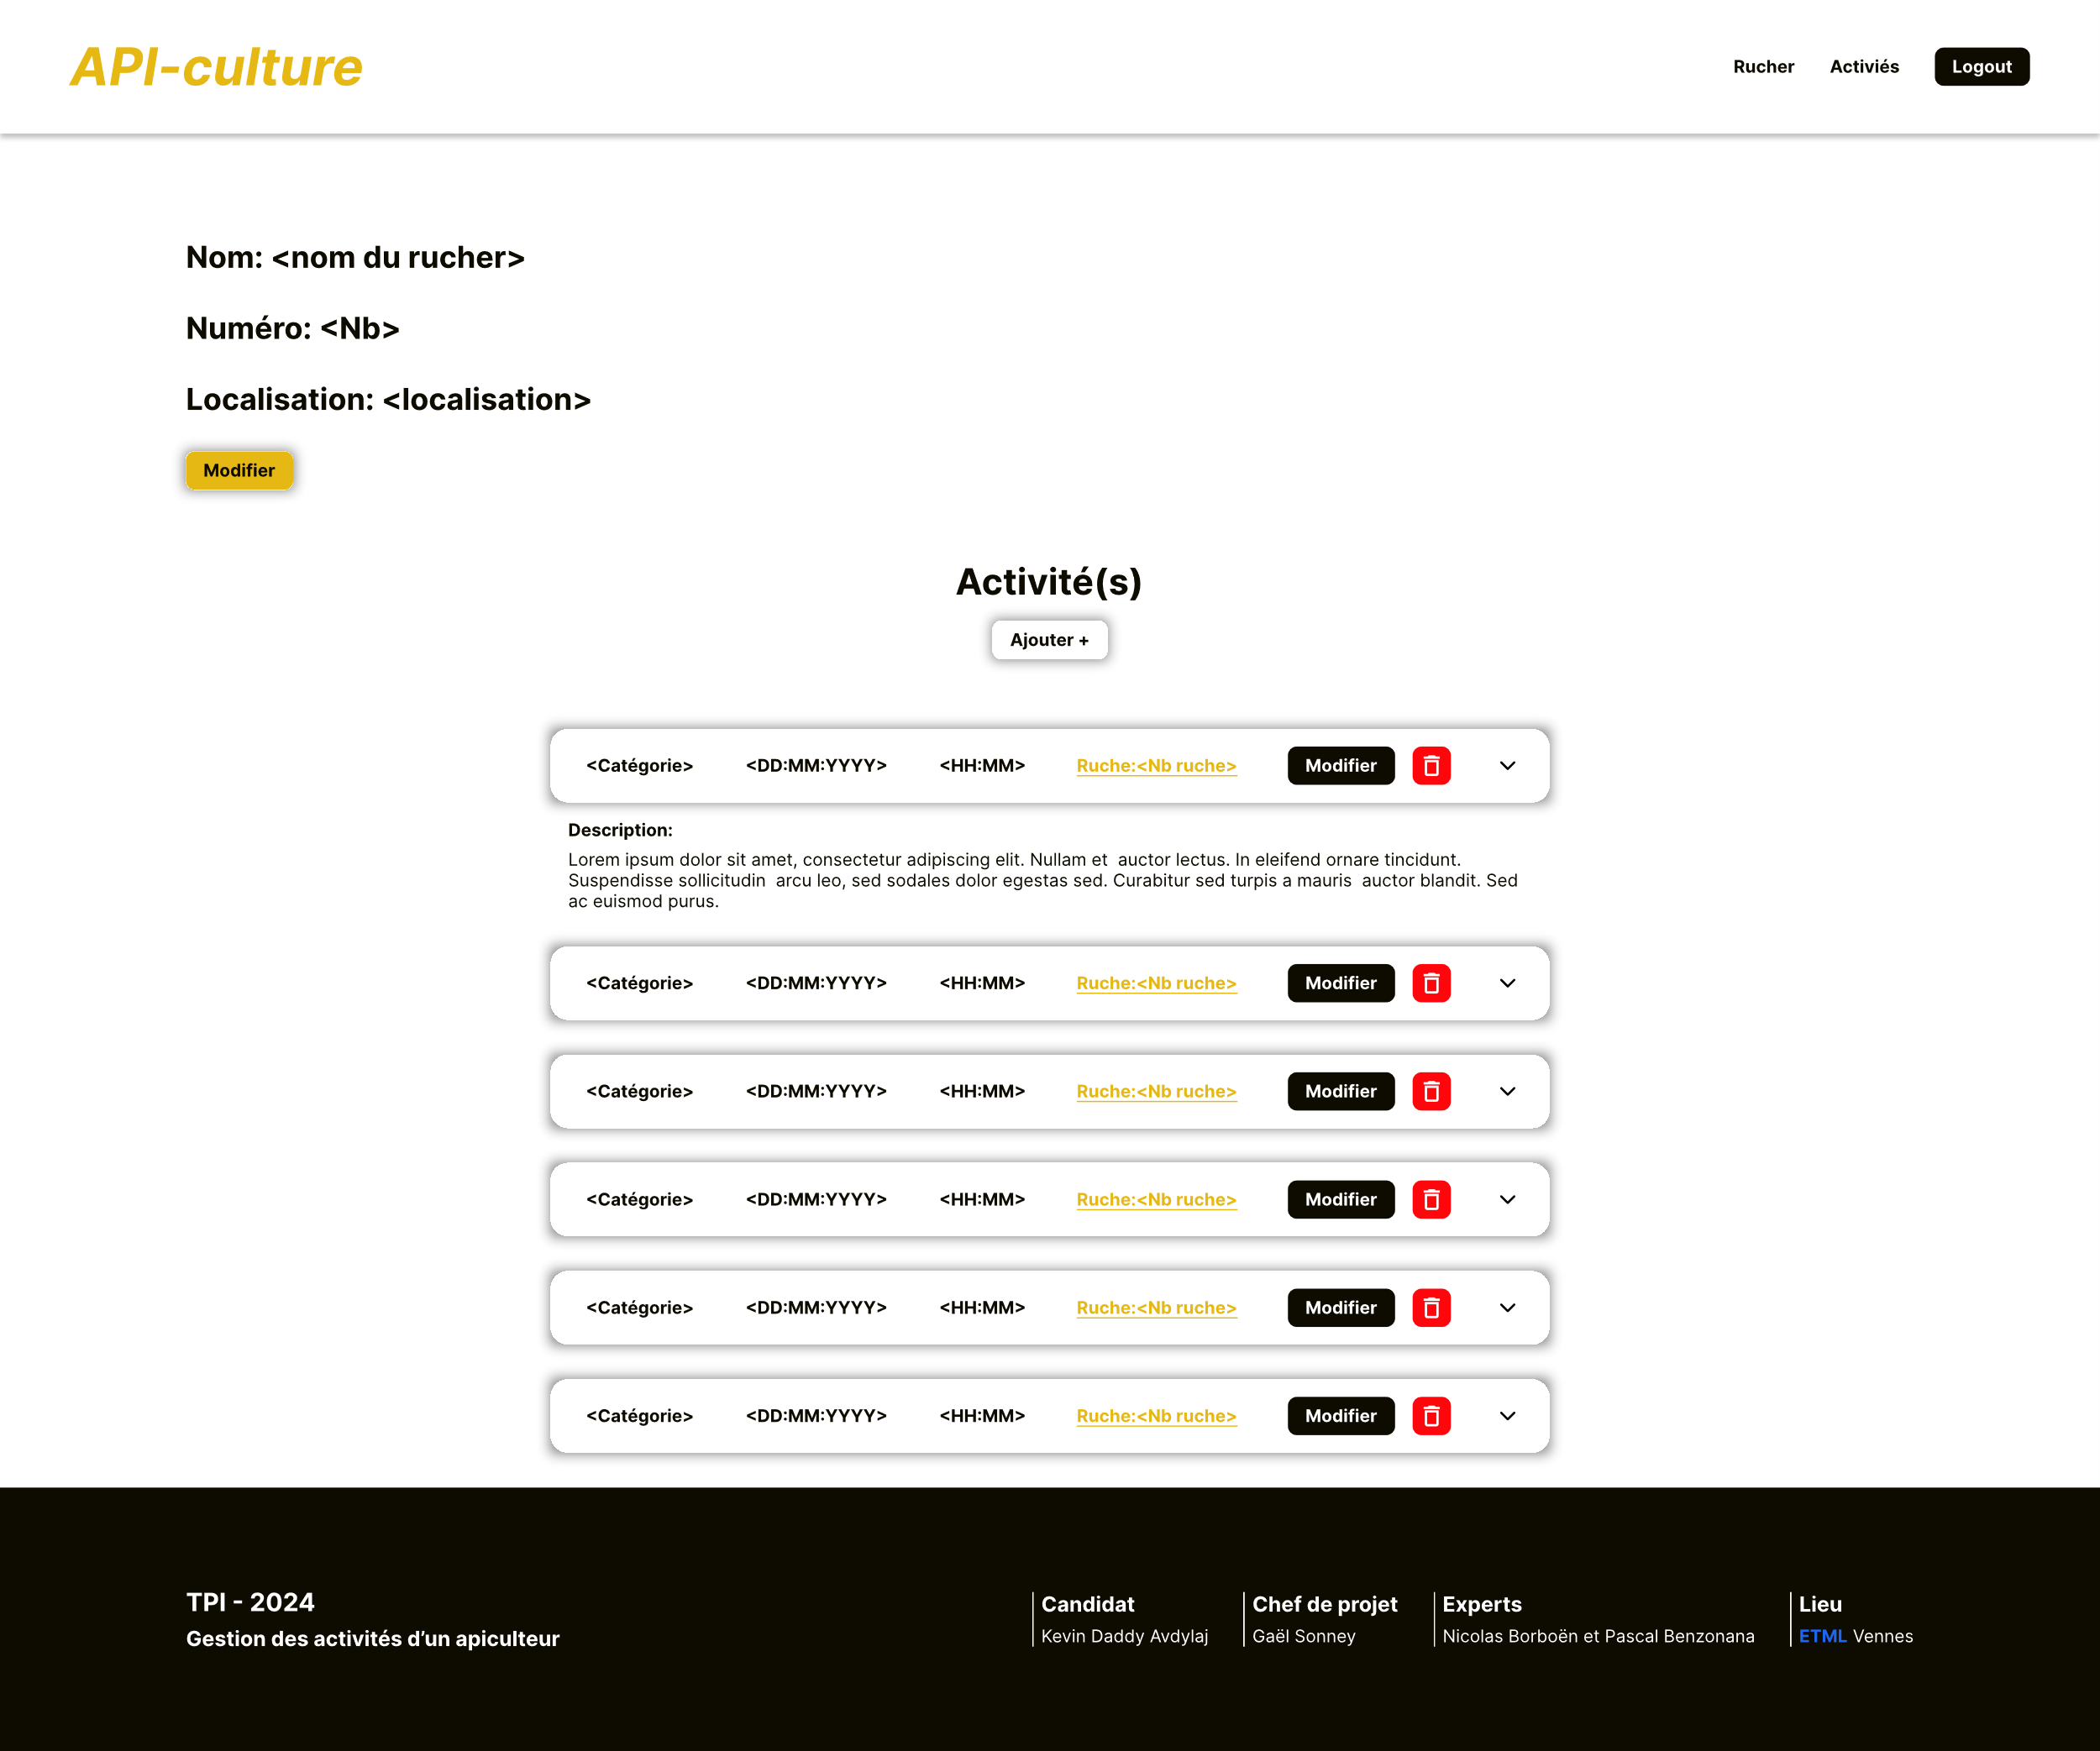 API-culture
Rucher Activiés Logout
Nom: <nom du rucher>
Numéro: <Nb>
Localisation: <localisation>
Modifier
Activité(s)
Ajouter +
<Catégorie> <DD:MM:YYYY> <HH:MM> Ruche:<Nb ruche> Modifier
Description:
Lorem ipsum dolor sit amet, consectetur adipiscing elit. Nullam et  auctor lectus. In eleifend ornare tincidunt.
Suspendisse sollicitudin  arcu leo, sed sodales dolor egestas sed. Curabitur sed turpis a mauris  auctor blandit. Sed
ac euismod purus.
<Catégorie> <DD:MM:YYYY> <HH:MM> Ruche:<Nb ruche> Modifier
<Catégorie> <DD:MM:YYYY> <HH:MM> Ruche:<Nb ruche> Modifier
<Catégorie> <DD:MM:YYYY> <HH:MM> Ruche:<Nb ruche> Modifier
<Catégorie> <DD:MM:YYYY> <HH:MM> Ruche:<Nb ruche> Modifier
<Catégorie> <DD:MM:YYYY> <HH:MM> Ruche:<Nb ruche> Modifier
TPI - 2024
Gestion des activités d’un apiculteur
Candidat
Kevin Daddy Avdylaj
Chef de projet
Gaël Sonney
Experts
Nicolas Borboën et Pascal Benzonana
Lieu
ETML Vennes